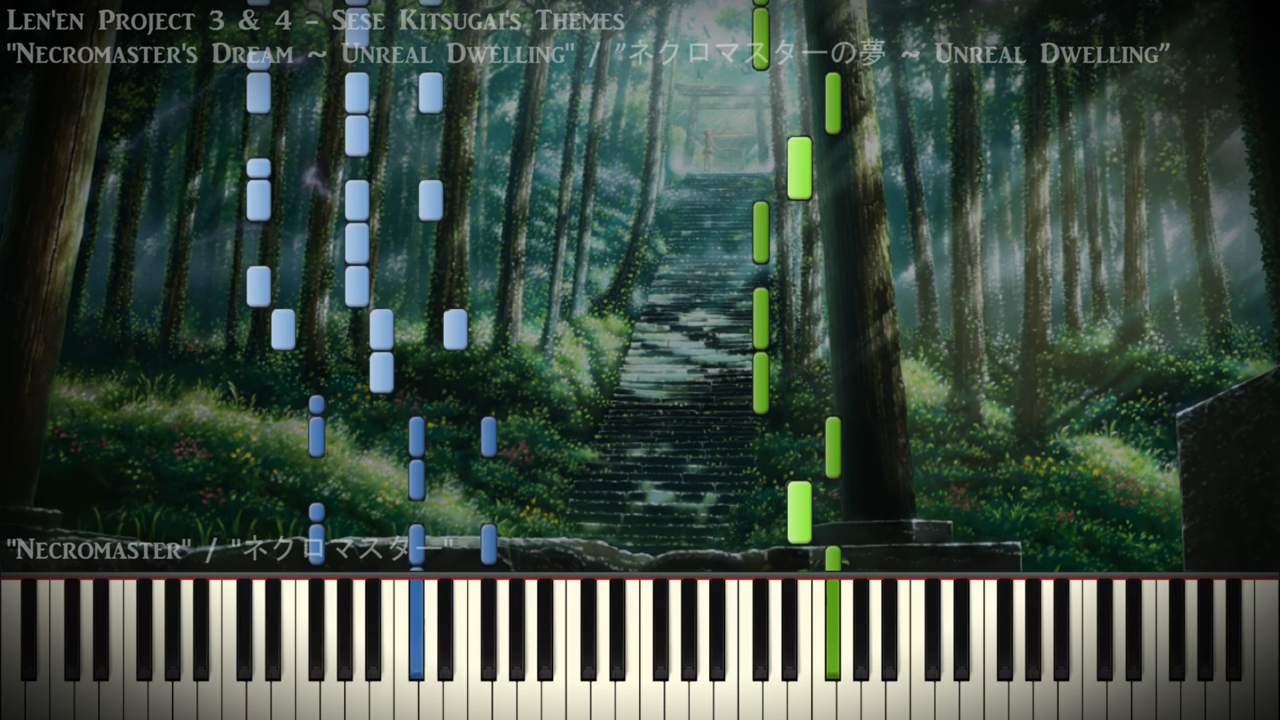 Len'en Project 3 & 4 - Sese Kitsugai's Themes
"Necromaster's Dream ~ Unreal Dwelling" / "ネクロマスターの夢 ~ Unreal Dwelling"
"Necromaster" / "ネクロマスター"